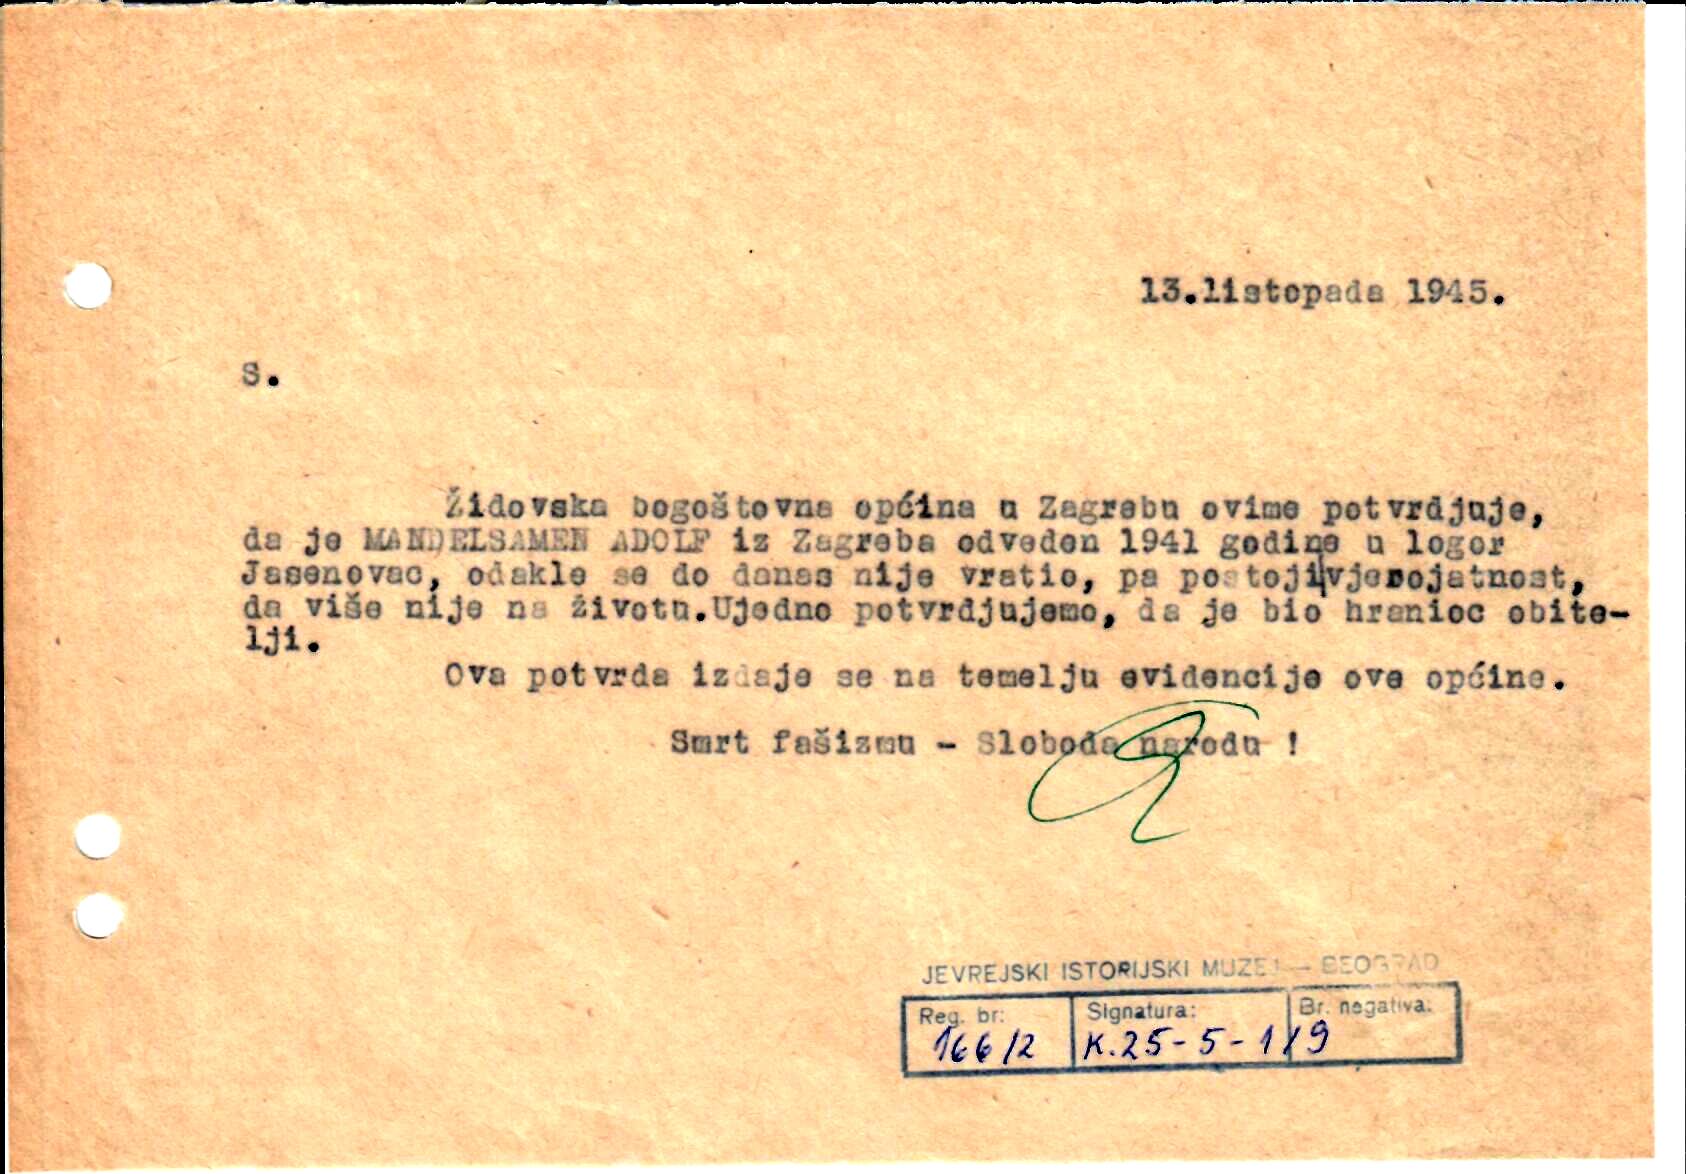 13.listopada 1945.
S.
Židovska bogoštovna općina u Zagrebu ovime potvrdjuje,
da je MANDELSAMEN ADOLF iz Zagreba odveden 1941 godine u logor
Jasenovac, odakle se do danas nije vratio, pa postoji vjerojatnost,
da više nije na životu.Ujedno potvrdjujemo, da je bio hranioc obite-
lji.
Ova potvrda izdaje se na temelju evidencije ove općine.
Smrt fašizmu - Sloboda narodu !
JEVREJSKI ISTORIJSKI MUZEJ — BEOGRAD
Reg. br: Signatura: Br. negativa:
166/2 K.25-5-1/9